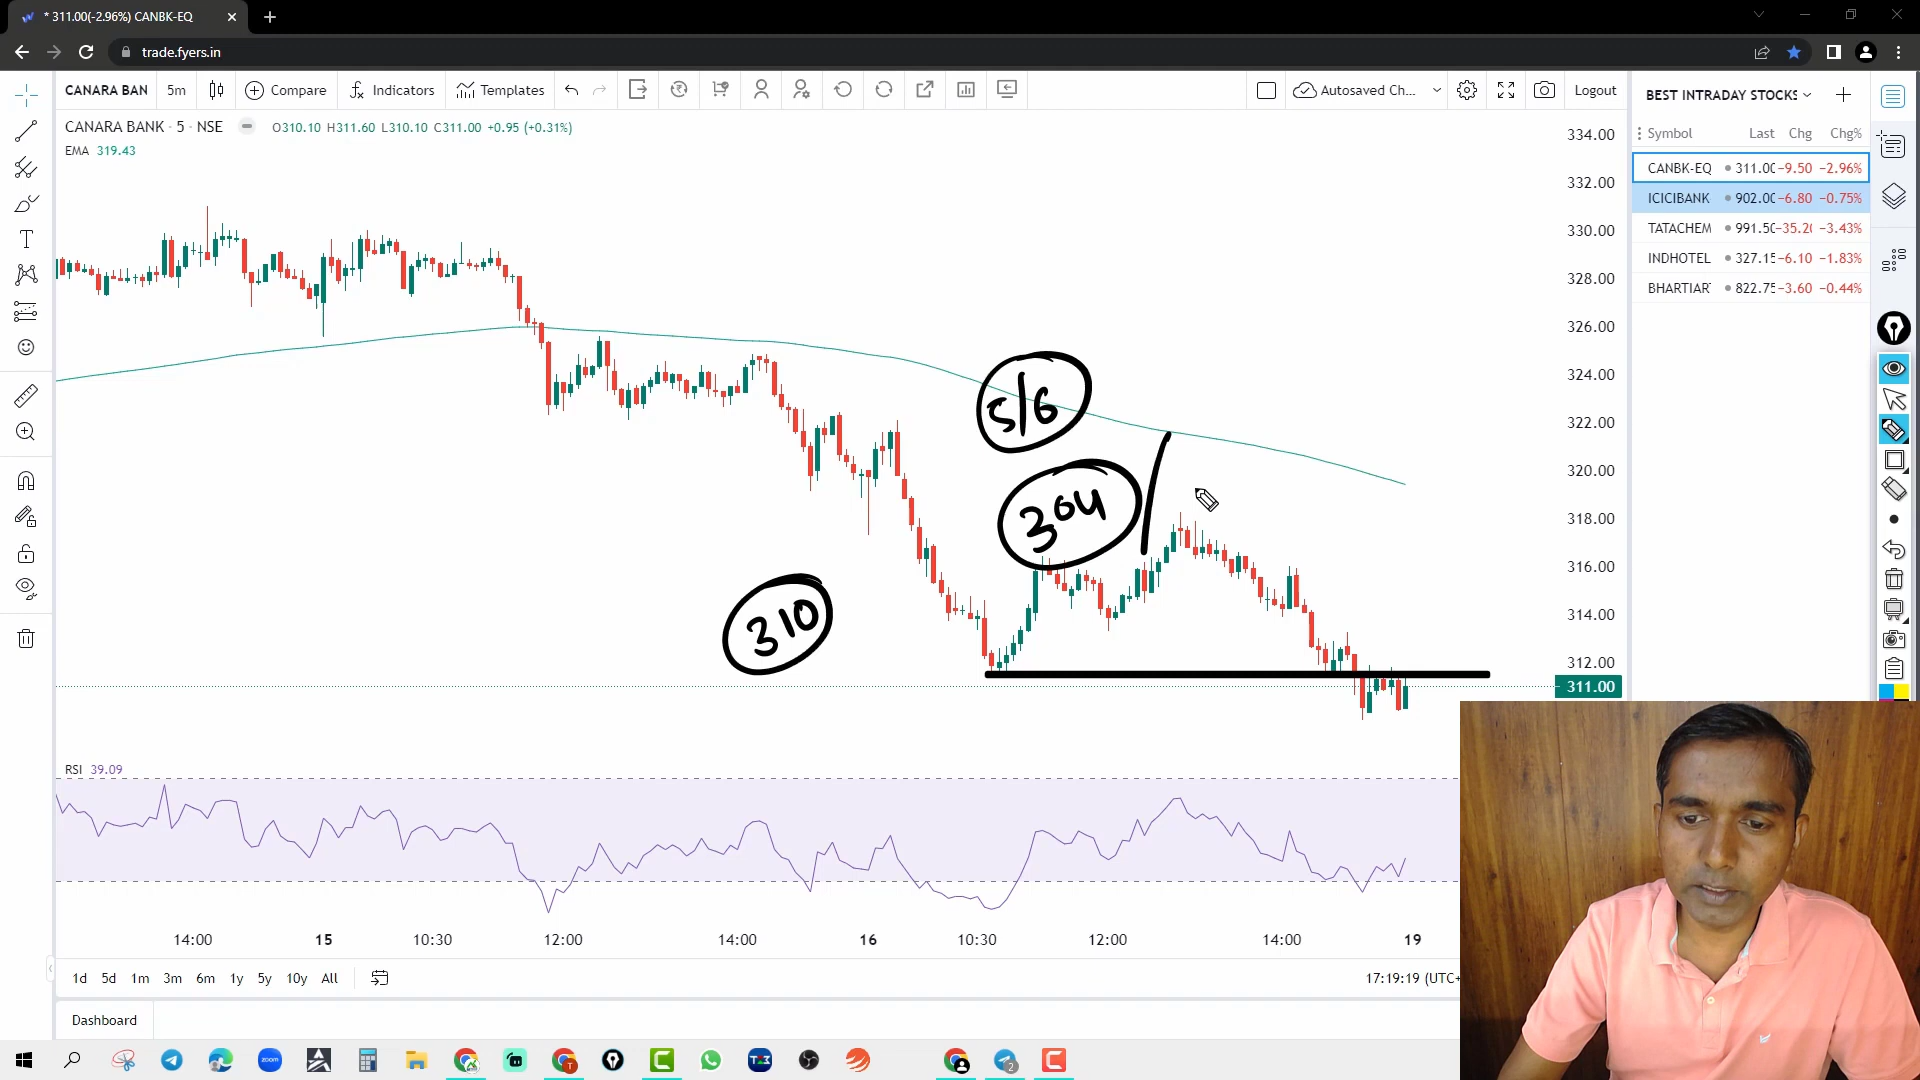 * 311.00(-2.96%) CANBK-EQ
trade.fyers.in
CANARA BAN 5m Compare Indicators Templates Autosaved Ch... Logout
CANARA BANK · 5 · NSE O310.10 H311.60 L310.10 C311.00 +0.95 (+0.31%)
EMA 319.43
BEST INTRADAY STOCKS
Symbol Last Chg Chg%
CANBK-EQ 311.00 -9.50 -2.96%
ICICIBANK 902.00 -6.80 -0.75%
TATACHEM 991.50 -35.20 -3.43%
INDHOTEL 327.15 -6.10 -1.83%
BHARTIAR 822.75 -3.60 -0.44%
334.00
332.00
330.00
328.00
326.00
324.00
322.00
320.00
318.00
316.00
314.00
312.00
311.00
5/6
304
310
RSI 39.09
14:00 15 10:30 12:00 14:00 16 10:30 12:00 14:00 19
1d 5d 1m 3m 6m 1y 5y 10y All
17:19:19 (UTC+
Dashboard
zoom
2